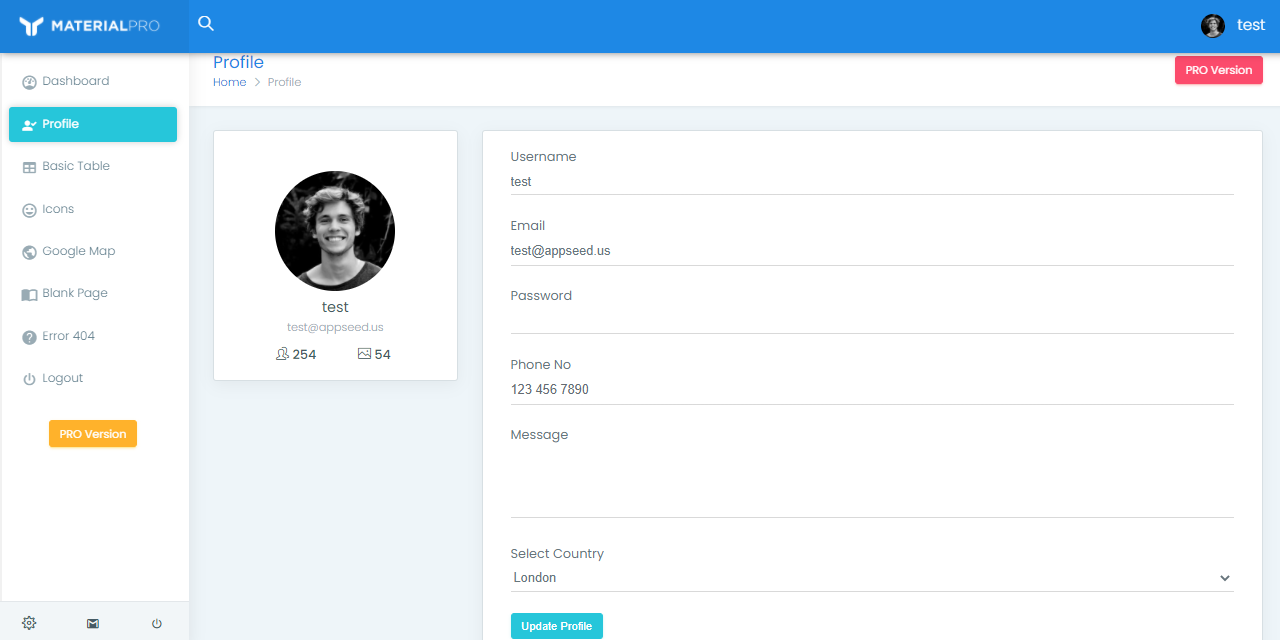 MATERIALPRO
test
Dashboard
Profile
Basic Table
Icons
Google Map
Blank Page
Error 404
Logout
PRO Version
Profile
Home > Profile
PRO Version
test
test@appseed.us
254 54
Username
test
Email
test@appseed.us
Password
Phone No
123 456 7890
Message
Select Country
London
Update Profile